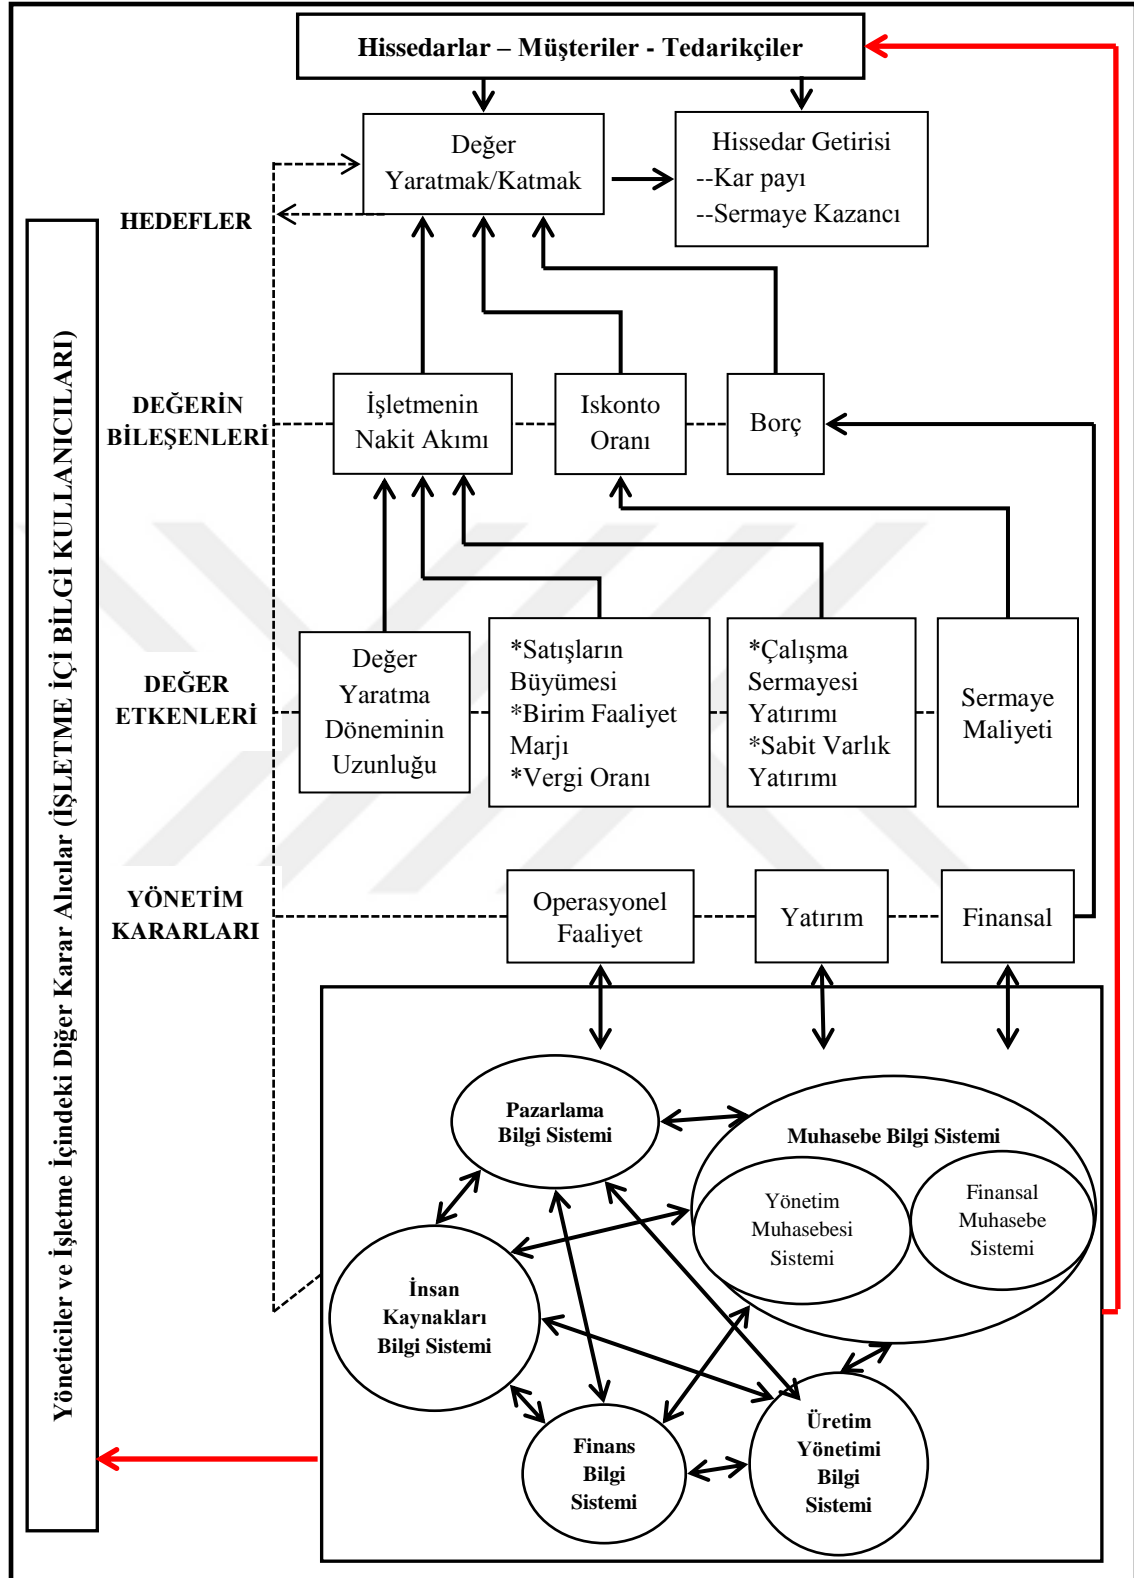 Hissedarlar – Müşteriler - Tedarikçiler
Değer
Yaratmak/Katmak
Hissedar Getirisi
--Kar payı
--Sermaye Kazancı
HEDEFLER
Yöneticiler ve İşletme İçindeki Diğer Karar Alıcılar (İŞLETME İÇİ BİLGİ KULLANICILARI)
DEĞERİN
BİLEŞENLERİ
İşletmenin
Nakit Akımı
Iskonto
Oranı
Borç
DEĞER
ETKENLERİ
Değer
Yaratma
Döneminin
Uzunluğu
*Satışların
Büyümesi
*Birim Faaliyet
Marjı
*Vergi Oranı
*Çalışma
Sermayesi
Yatırımı
*Sabit Varlık
Yatırımı
Sermaye
Maliyeti
YÖNETİM
KARARLARI
Operasyonel
Faaliyet
Yatırım
Finansal
Pazarlama
Bilgi Sistemi
Muhasebe Bilgi Sistemi
Yönetim
Muhasebesi
Sistemi
Finansal
Muhasebe
Sistemi
İnsan
Kaynakları
Bilgi Sistemi
Finans
Bilgi
Sistemi
Üretim
Yönetimi
Bilgi
Sistemi